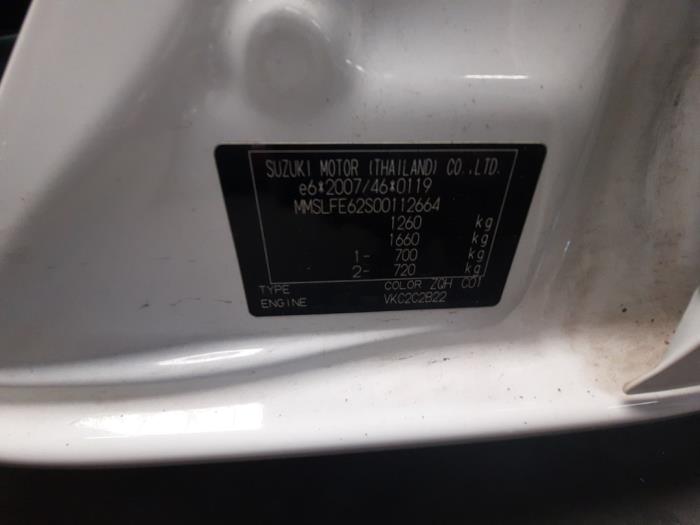 SUZUKI MOTOR (THAILAND) CO.,LTD.
e6*2007/46*0119
MMSLFE62S00112664
1260 kg
1660 kg
1- 700 kg
2- 720 kg
TYPE COLOR ZQH C01
ENGINE VKC2C2B22